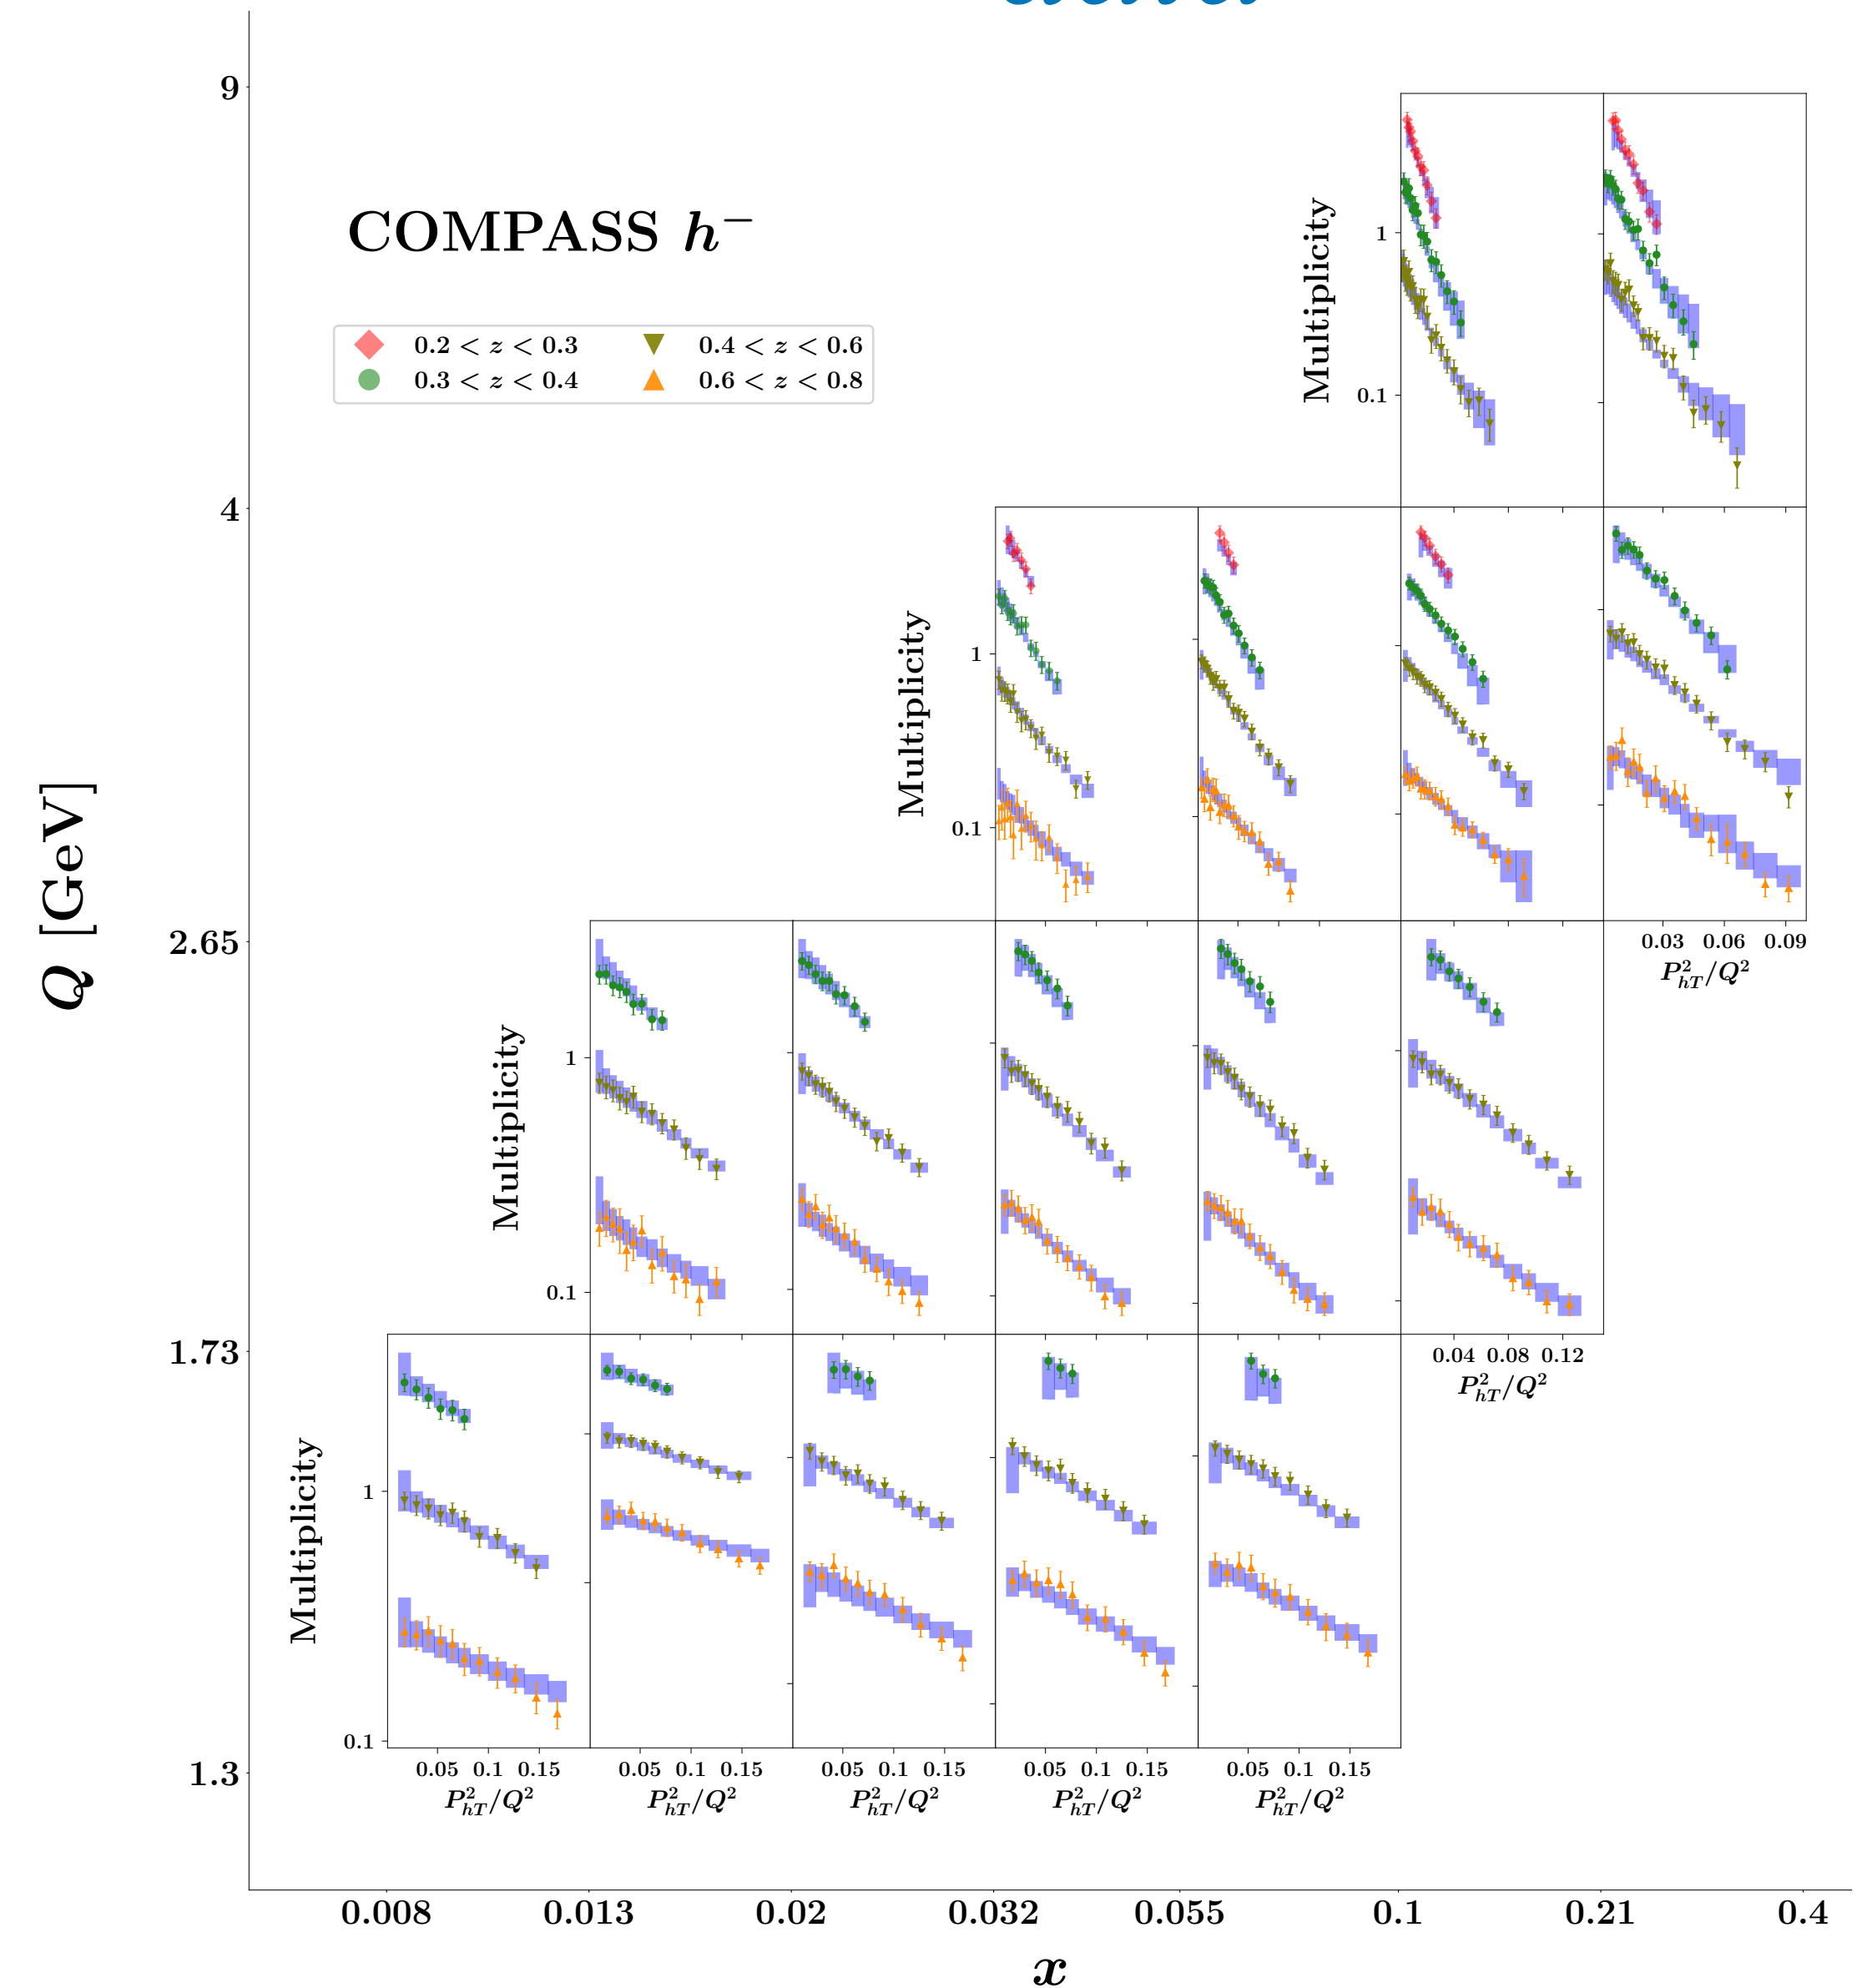 9
COMPASS h⁻
0.2 < z < 0.3
0.4 < z < 0.6
0.3 < z < 0.4
0.6 < z < 0.8
Multiplicity
1
0.1
4
Multiplicity
1
0.1
Q [GeV]
2.65
0.03 0.06 0.09
P²hT/Q²
Multiplicity
1
0.1
1.73
0.04 0.08 0.12
P²hT/Q²
Multiplicity
1
0.1
1.3
0.05 0.1 0.15
0.05 0.1 0.15
0.05 0.1 0.15
0.05 0.1 0.15
0.05 0.1 0.15
P²hT/Q²
P²hT/Q²
P²hT/Q²
P²hT/Q²
P²hT/Q²
0.008 0.013 0.02 0.032 0.055 0.1 0.21 0.4
x